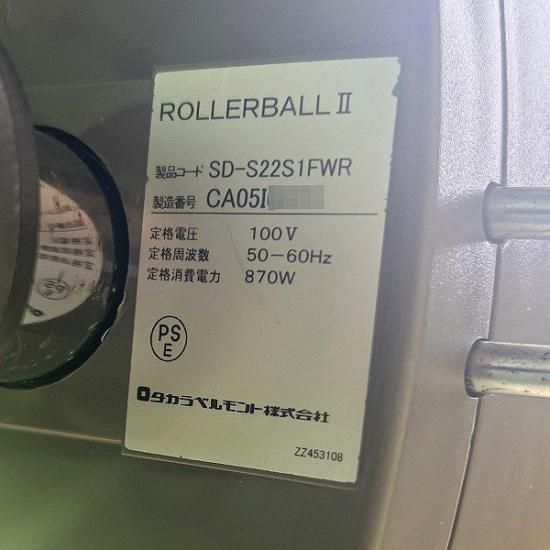 ROLLERBALL II
製品コード SD-S22S1FWR
製造番号 CA05I
定格電圧 100V
定格周波数 50-60Hz
定格消費電力 870W
PS
E
タカラベルモント株式会社
ZZ453108